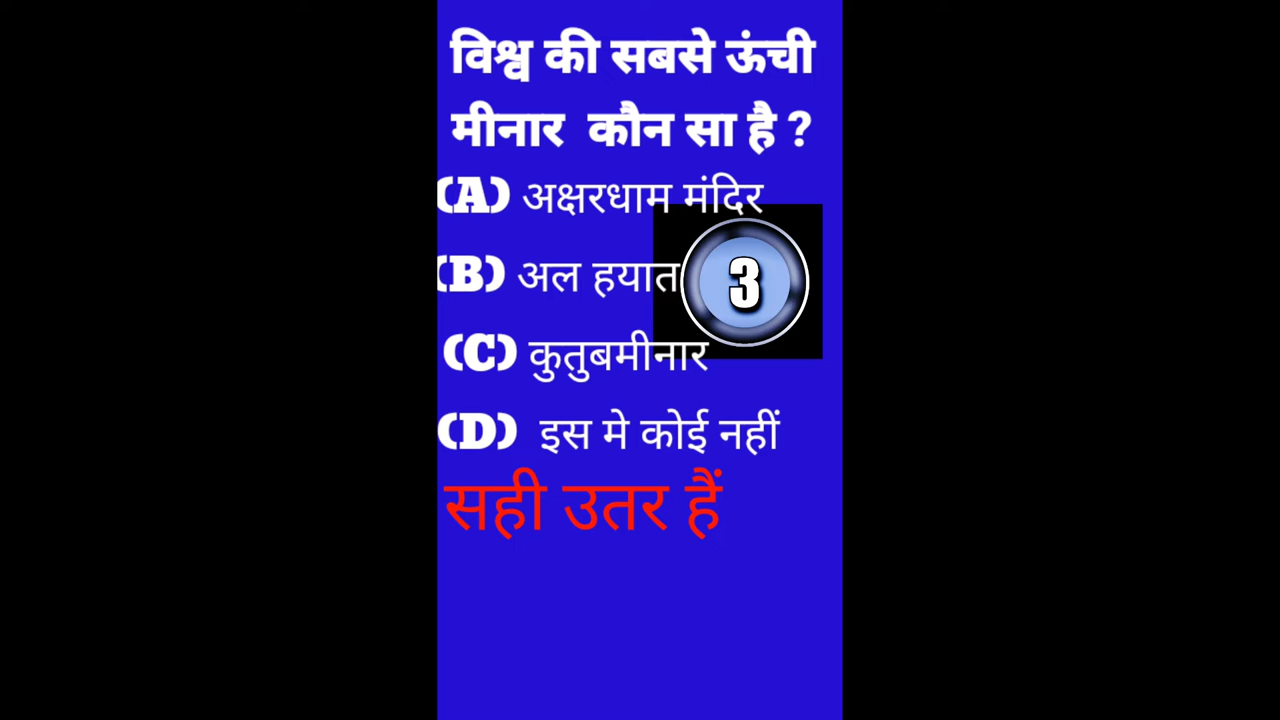 विश्व की सबसे ऊंची
मीनार कौन सा है ?
(A) अक्षरधाम मंदिर
(B) अल हयात
3
(C) कुतुबमीनार
(D) इस मे कोई नहीं
सही उतर हैं